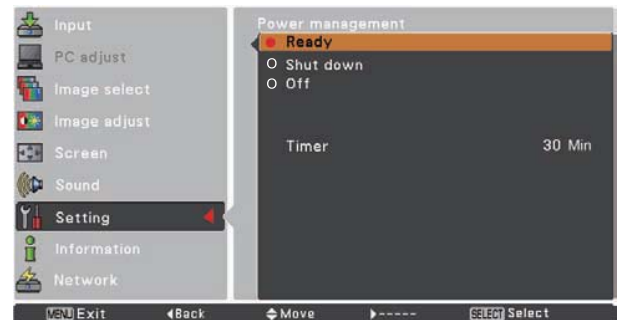 Input
PC adjust
Image select
Image adjust
Screen
Sound
Setting
Information
Network
Power management
Ready
Shut down
Off
Timer 30 Min
MENU Exit Back Move ----- SELECT Select